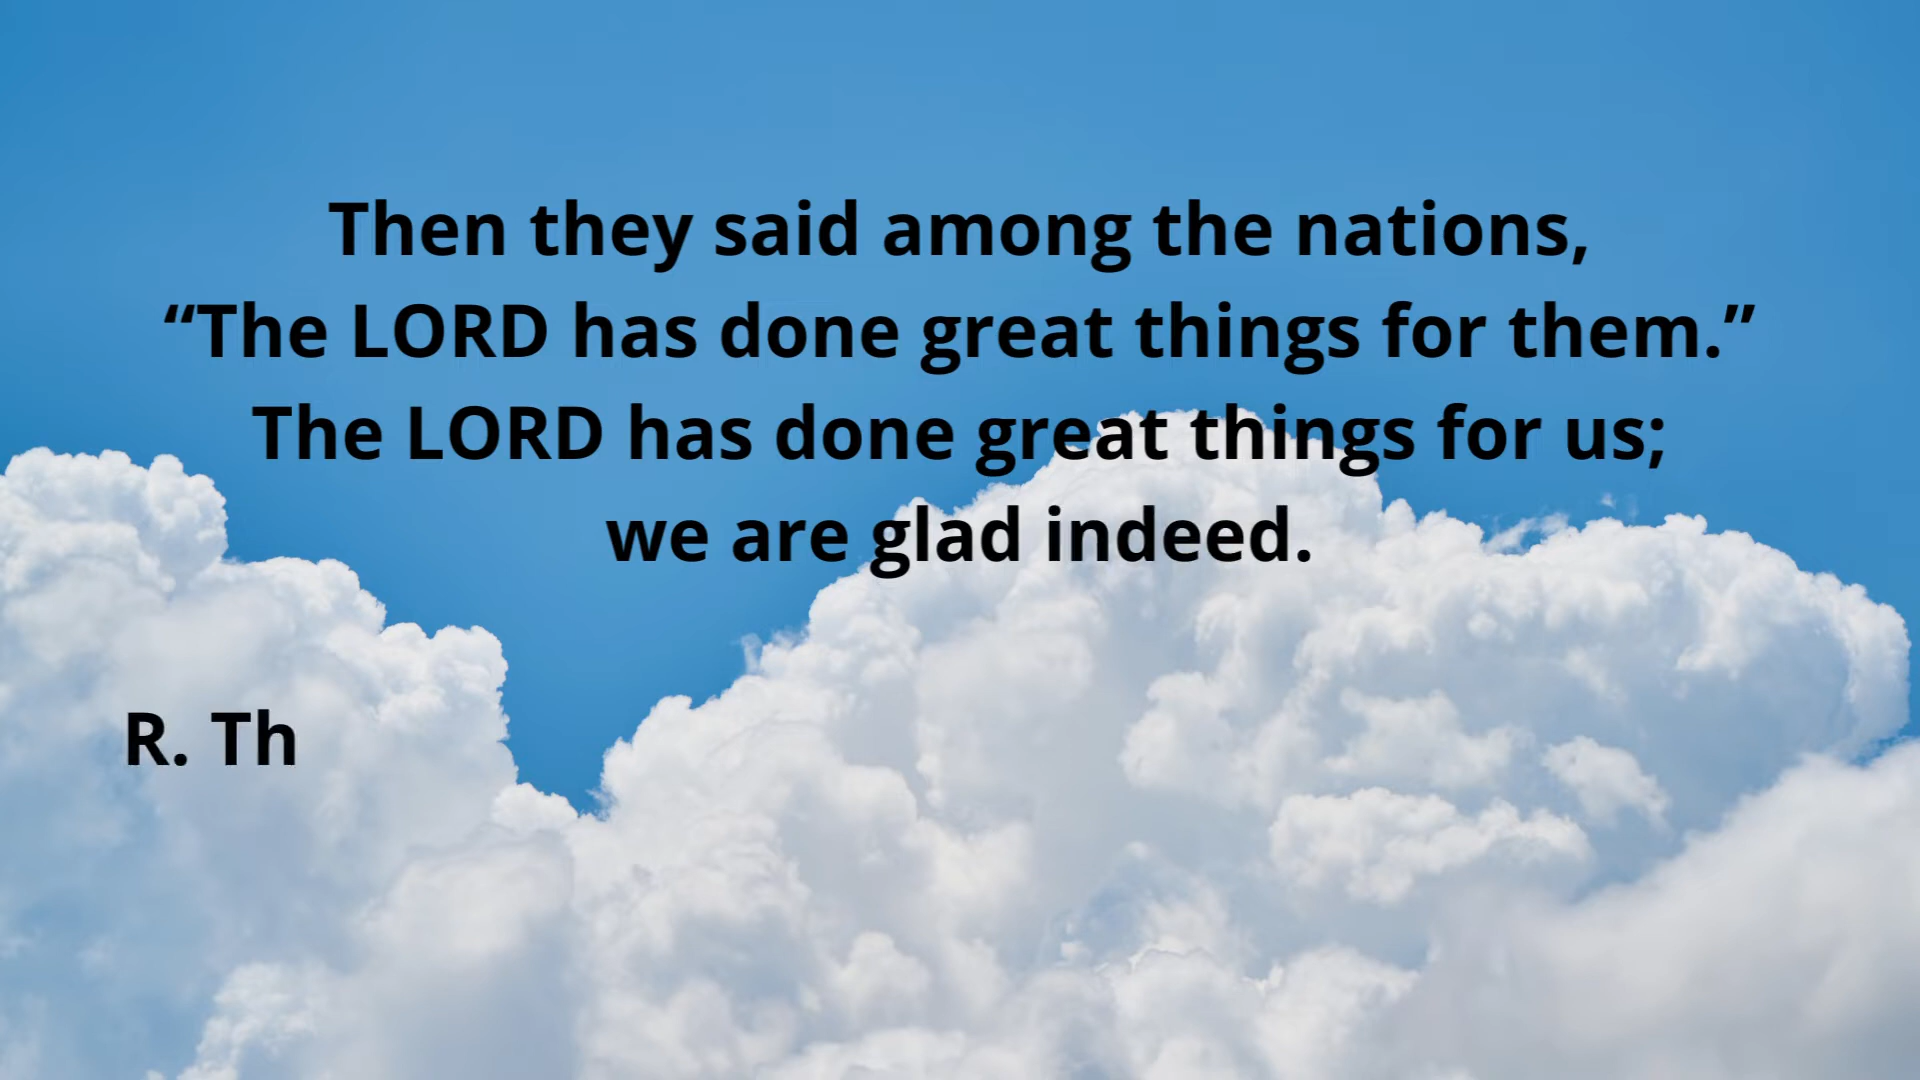 Then they said among the nations,
“The LORD has done great things for them.”
The LORD has done great things for us;
we are glad indeed.
R. Th